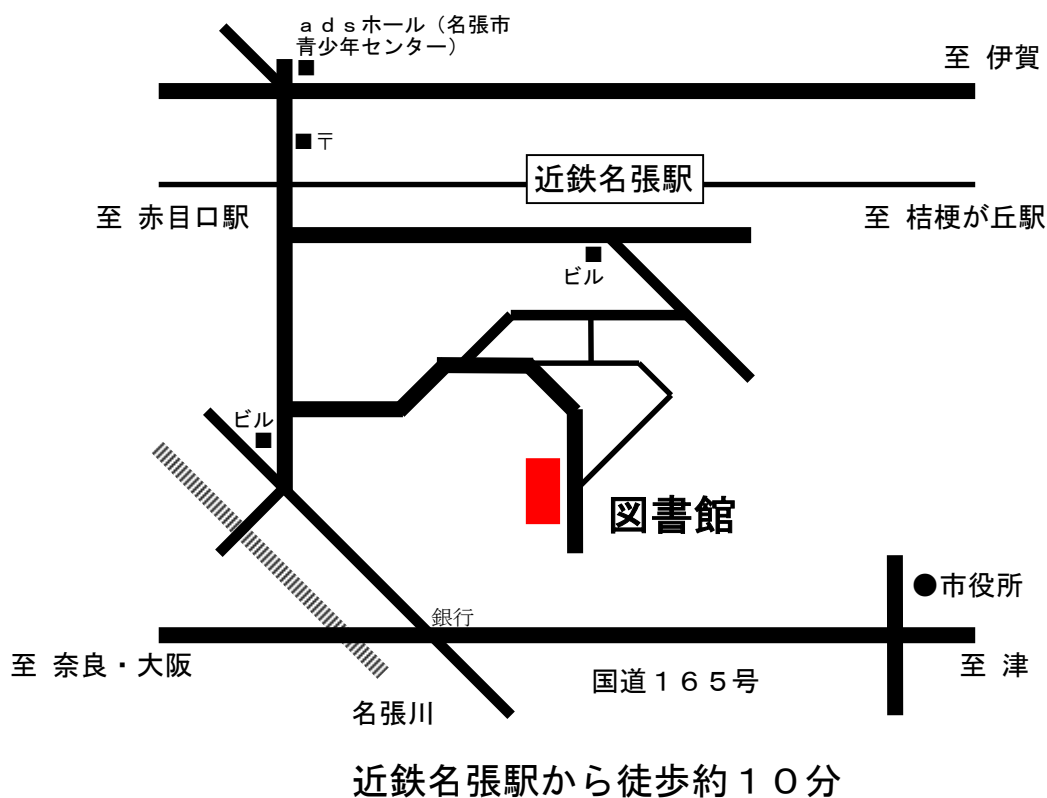 ａｄｓホール（名張市
青少年センター）
至 伊賀
〒
近鉄名張駅
至 赤目口駅
至 桔梗が丘駅
ビル
ビル
図書館
市役所
銀行
至 奈良・大阪
国道１６５号
至 津
名張川
近鉄名張駅から徒歩約１０分